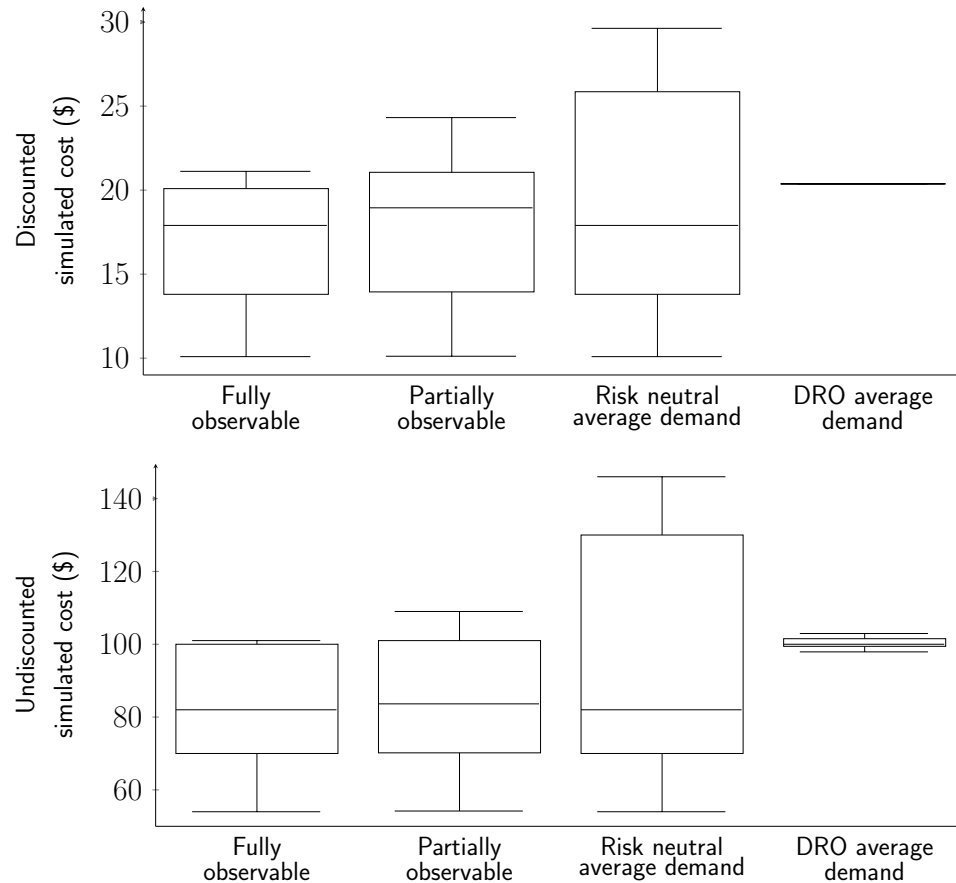 Discounted
simulated cost ($)
30
25
20
15
10
Fully
observable
Partially
observable
Risk neutral
average demand
DRO average
demand
Undiscounted
simulated cost ($)
140
120
100
80
60
Fully
observable
Partially
observable
Risk neutral
average demand
DRO average
demand